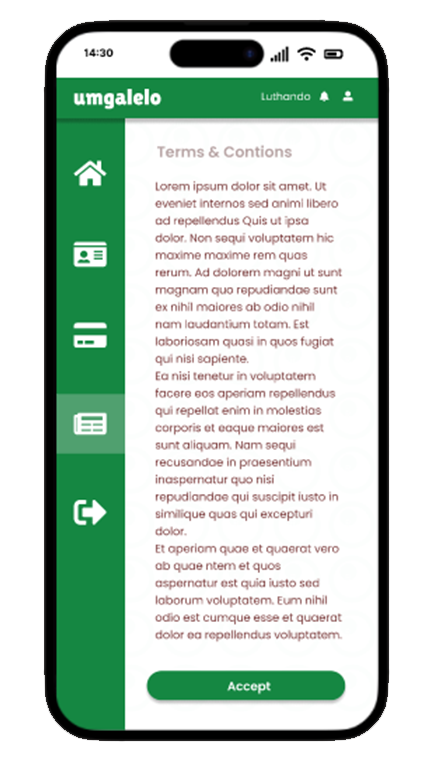 14:30
umgalelo
Luthando
Terms & Contions
Lorem ipsum dolor sit amet. Ut
eveniet internos sed animi libero
ad repellendus Quis ut ipsa
dolor. Non sequi voluptatem hic
maxime maxime rem quas
rerum. Ad dolorem magni ut sunt
magnam quo repudiandae sunt
ex nihil maiores ab odio nihil
nam laudantium totam. Est
laboriosam quasi in quos fugiat
qui nisi sapiente.
Ea nisi tenetur in voluptatem
facere eos aperiam repellendus
qui repellat enim in molestias
corporis et eaque maiores est
sunt aliquam. Nam sequi
recusandae in praesentium
inaspernatur quo nisi
repudiandae qui suscipit iusto in
similique quas qui excepturi
dolor.
Et aperiam quae et quaerat vero
ab quae ntem et quos
aspernatur est quia iusto sed
laborum voluptatem. Eum nihil
odio est cumque esse et quaerat
dolor ea repellendus voluptatem.
Accept